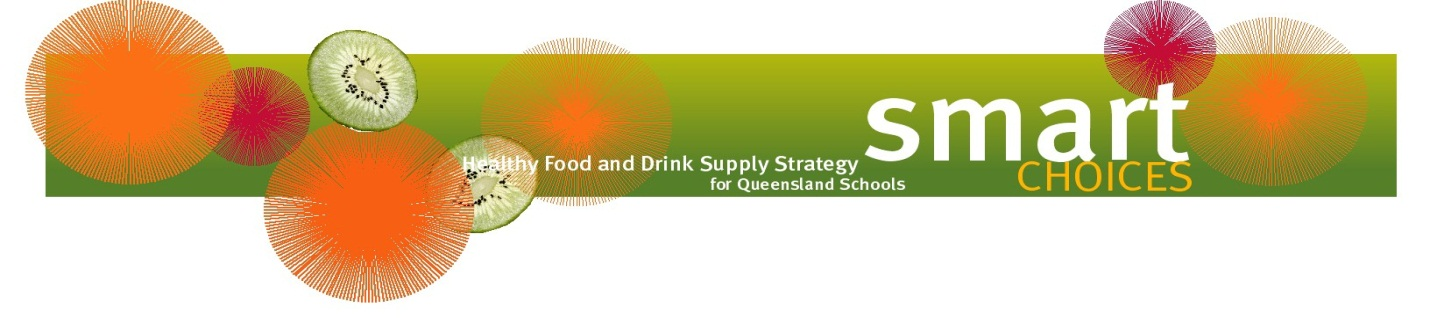 smart
CHOICES
Healthy Food and Drink Supply Strategy
for Queensland Schools